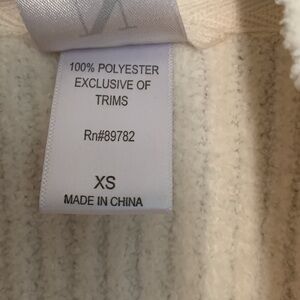 100% POLYESTER
EXCLUSIVE OF
TRIMS
Rn#89782
XS
MADE IN CHINA